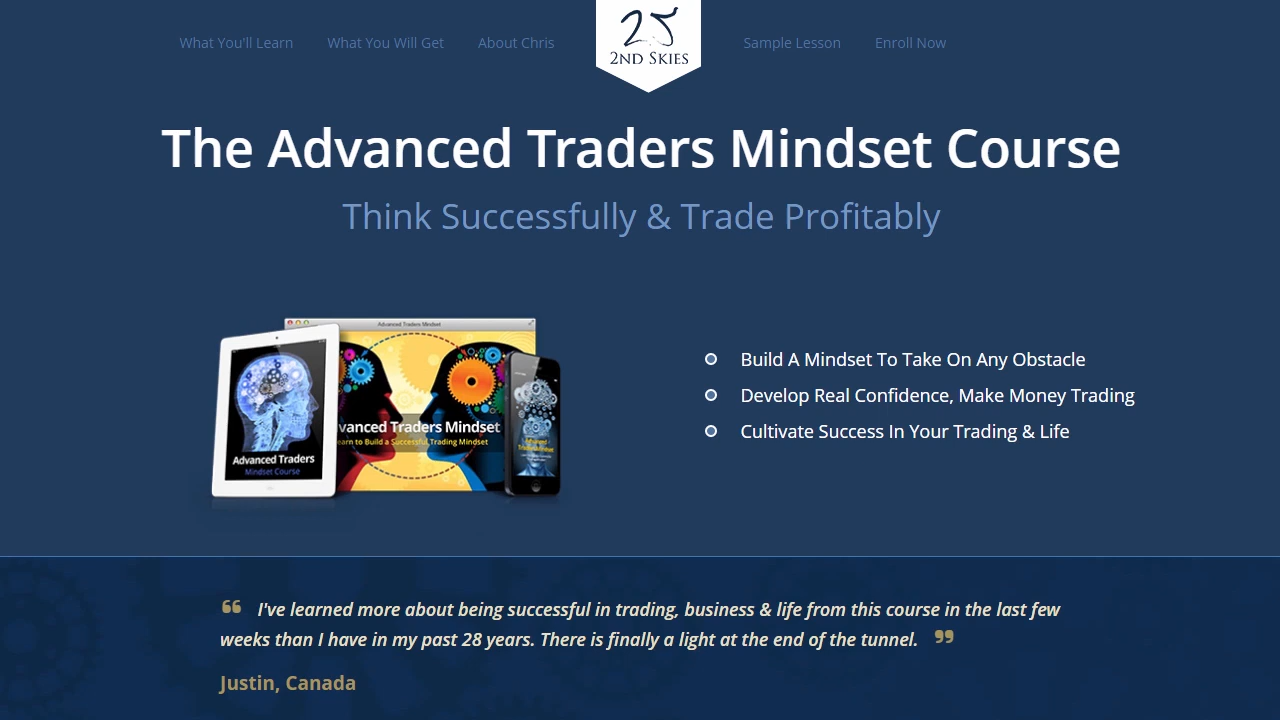 What You'll Learn
What You Will Get
About Chris
2S
2ND SKIES
Sample Lesson
Enroll Now
The Advanced Traders Mindset Course
Think Successfully & Trade Profitably
Advanced Traders Mindset
vanced Traders Mindset
earn to Build a Successful Trading Mindset
Advanced Traders
Mindset Course
Advanced
Traders Mindset
Build A Mindset To Take On Any Obstacle
Develop Real Confidence, Make Money Trading
Cultivate Success In Your Trading & Life
“ I've learned more about being successful in trading, business & life from this course in the last few
weeks than I have in my past 28 years. There is finally a light at the end of the tunnel. ”
Justin, Canada